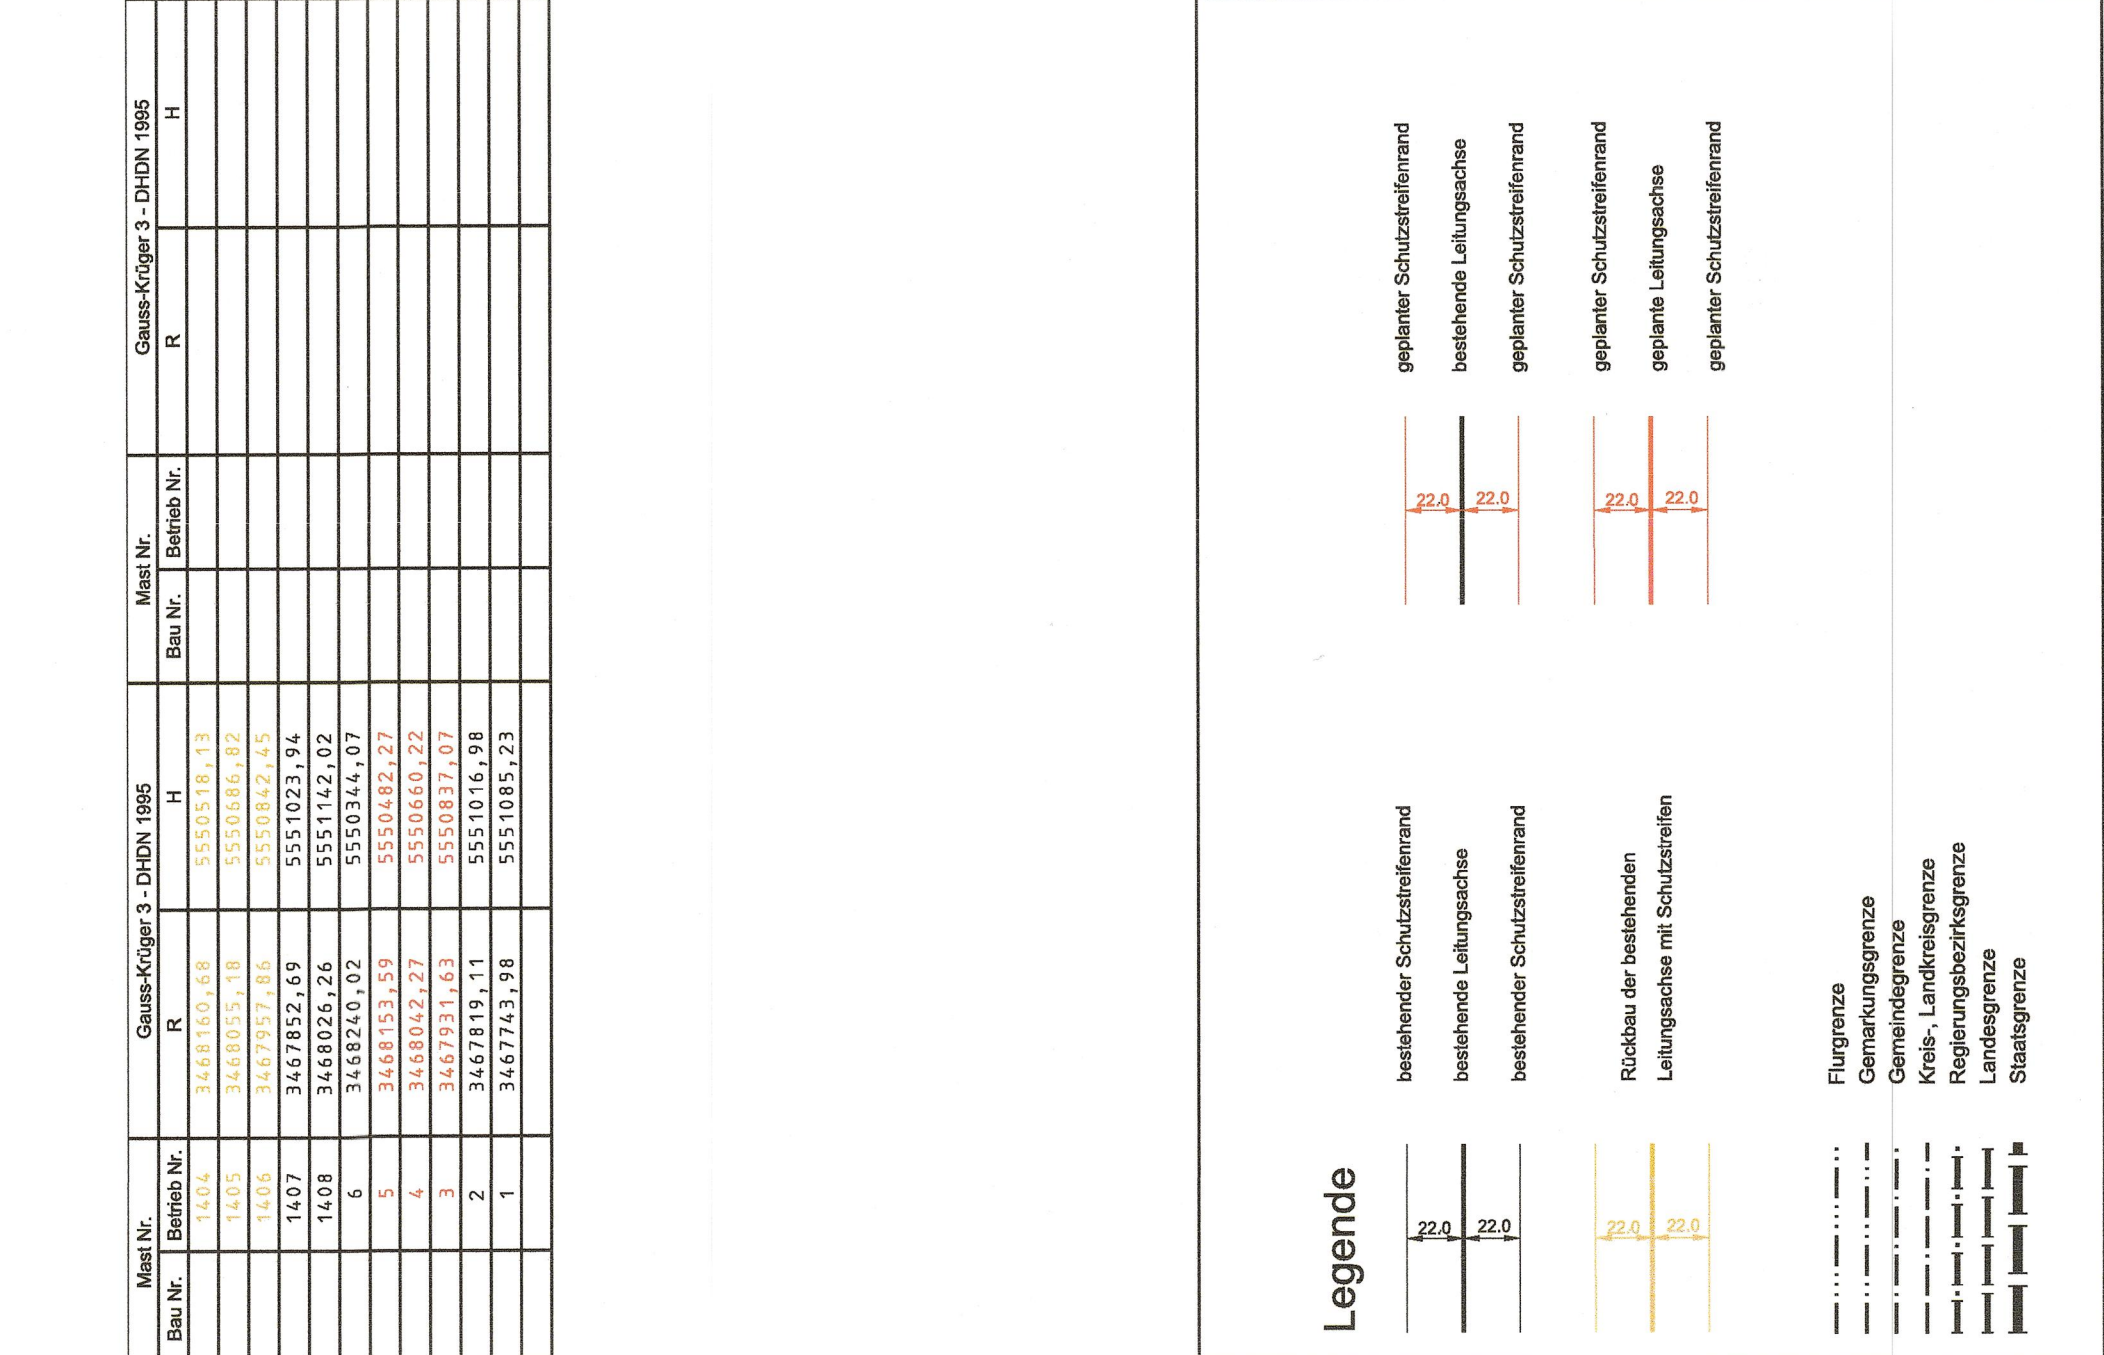 Mast Nr. Gauss-Krüger 3 - DHDN 1995 Mast Nr. Gauss-Krüger 3 - DHDN 1995
Bau Nr. Betrieb Nr. R H Bau Nr. Betrieb Nr. R H
1404 3468160,68 5550518,13
1405 3468055,18 5550686,82
1406 3467957,86 5550842,45
1407 3467852,69 5551023,94
1408 3468026,26 5551142,02
6 3468240,02 5550344,07
5 3468153,59 5550482,27
4 3468042,27 5550660,22
3 3467931,63 5550837,07
2 3467819,11 5551016,98
1 3467743,98 5551085,23
Legende
22.0 22.0
bestehender Schutzstreifenrand
bestehende Leitungsachse
bestehender Schutzstreifenrand
22.0 22.0
geplanter Schutzstreifenrand
bestehende Leitungsachse
geplanter Schutzstreifenrand
22.0 22.0
Rückbau der bestehenden
Leitungsachse mit Schutzstreifen
22.0 22.0
geplanter Schutzstreifenrand
geplante Leitungsachse
geplanter Schutzstreifenrand
Flurgrenze
Gemarkungsgrenze
Gemeindegrenze
Kreis-, Landkreisgrenze
Regierungsbezirksgrenze
Landesgrenze
Staatsgrenze